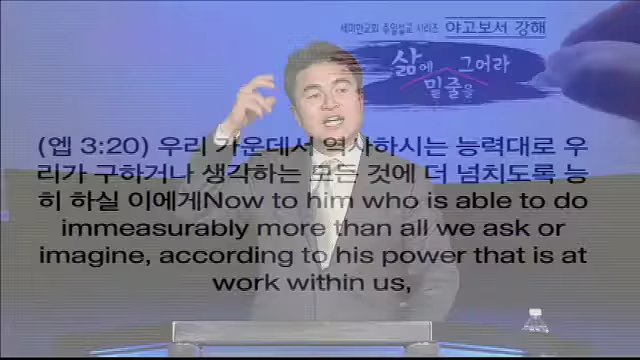 세미한교회 주일설교 시리즈 야고보서 강해
삶에 그어라
밑줄을
(엡 3:20) 우리 가운데서 역사하시는 능력대로 우
리가 구하거나 생각하는 모든 것에 더 넘치도록 능
히 하실 이에게Now to him who is able to do
immeasurably more than all we ask or
imagine, according to his power that is at
work within us,